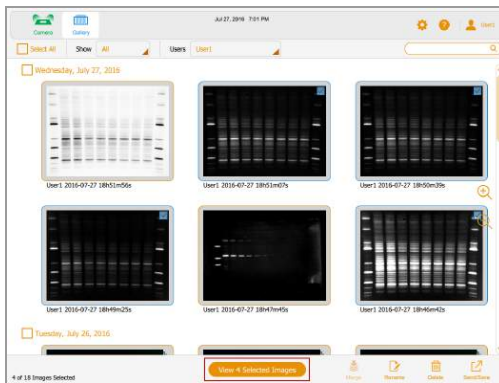 Jul 27, 2016 7:01 PM
Camera
Gallery
User1
Select All
Show
All
Users
User1
Wednesday, July 27, 2016
User1 2016-07-27 18h51m56s
User1 2016-07-27 18h51m07s
User1 2016-07-27 18h50m39s
User1 2016-07-27 18h49m25s
User1 2016-07-27 18h47m45s
User1 2016-07-27 18h46m42s
Tuesday, July 26, 2016
4 of 18 Images Selected
View 4 Selected Images
Merge
Rename
Delete
Send/Save